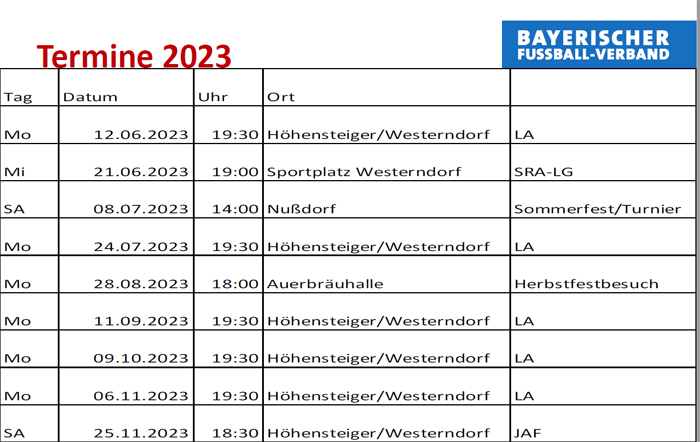 Termine 2023
BAYERISCHER
FUSSBALL-VERBAND
Tag Datum Uhr Ort
Mo 12.06.2023 19:30 Höhensteiger/Westerndorf LA
Mi 21.06.2023 19:00 Sportplatz Westerndorf SRA-LG
SA 08.07.2023 14:00 Nußdorf Sommerfest/Turnier
Mo 24.07.2023 19:30 Höhensteiger/Westerndorf LA
Mo 28.08.2023 18:00 Auerbräuhalle Herbstfestbesuch
Mo 11.09.2023 19:30 Höhensteiger/Westerndorf LA
Mo 09.10.2023 19:30 Höhensteiger/Westerndorf LA
Mo 06.11.2023 19:30 Höhensteiger/Westerndorf LA
SA 25.11.2023 18:30 Höhensteiger/Westerndorf JAF